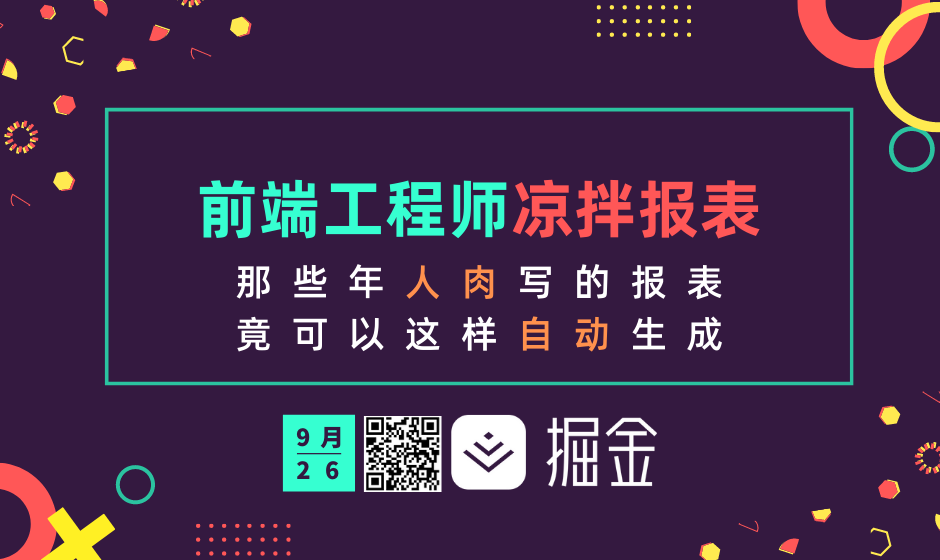 前端工程师凉拌报表
那些年人肉写的报表
竟可以这样自动生成
9月
26
掘金